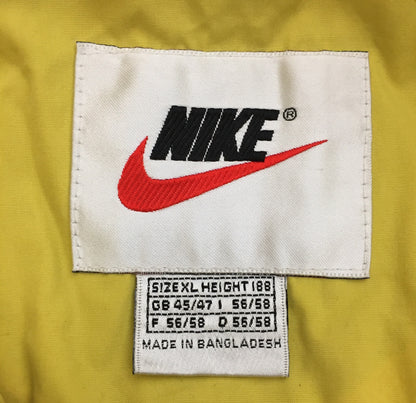 NIKE®
SIZE XL HEIGHT 188
GB 45/47 I 56/58
F 56/58 D 56/58
MADE IN BANGLADESH